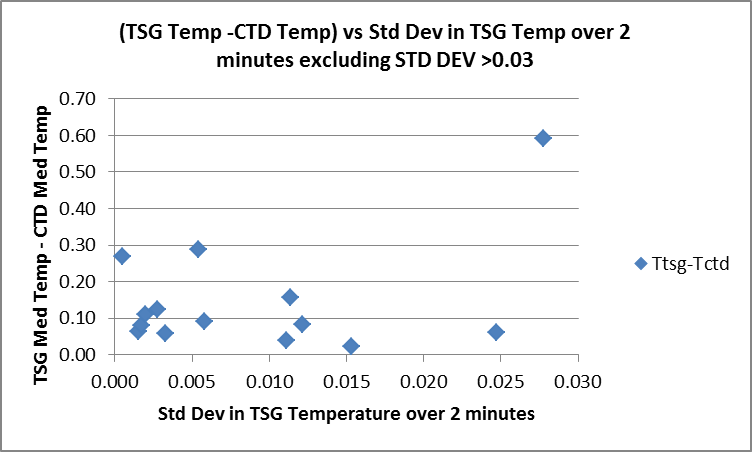 (TSG Temp -CTD Temp) vs Std Dev in TSG Temp over 2
minutes excluding STD DEV >0.03
TSG Med Temp - CTD Med Temp
0.70
0.60
0.50
0.40
0.30
0.20
0.10
0.00
0.000 0.005 0.010 0.015 0.020 0.025 0.030
Std Dev in TSG Temperature over 2 minutes
Ttsg-Tctd